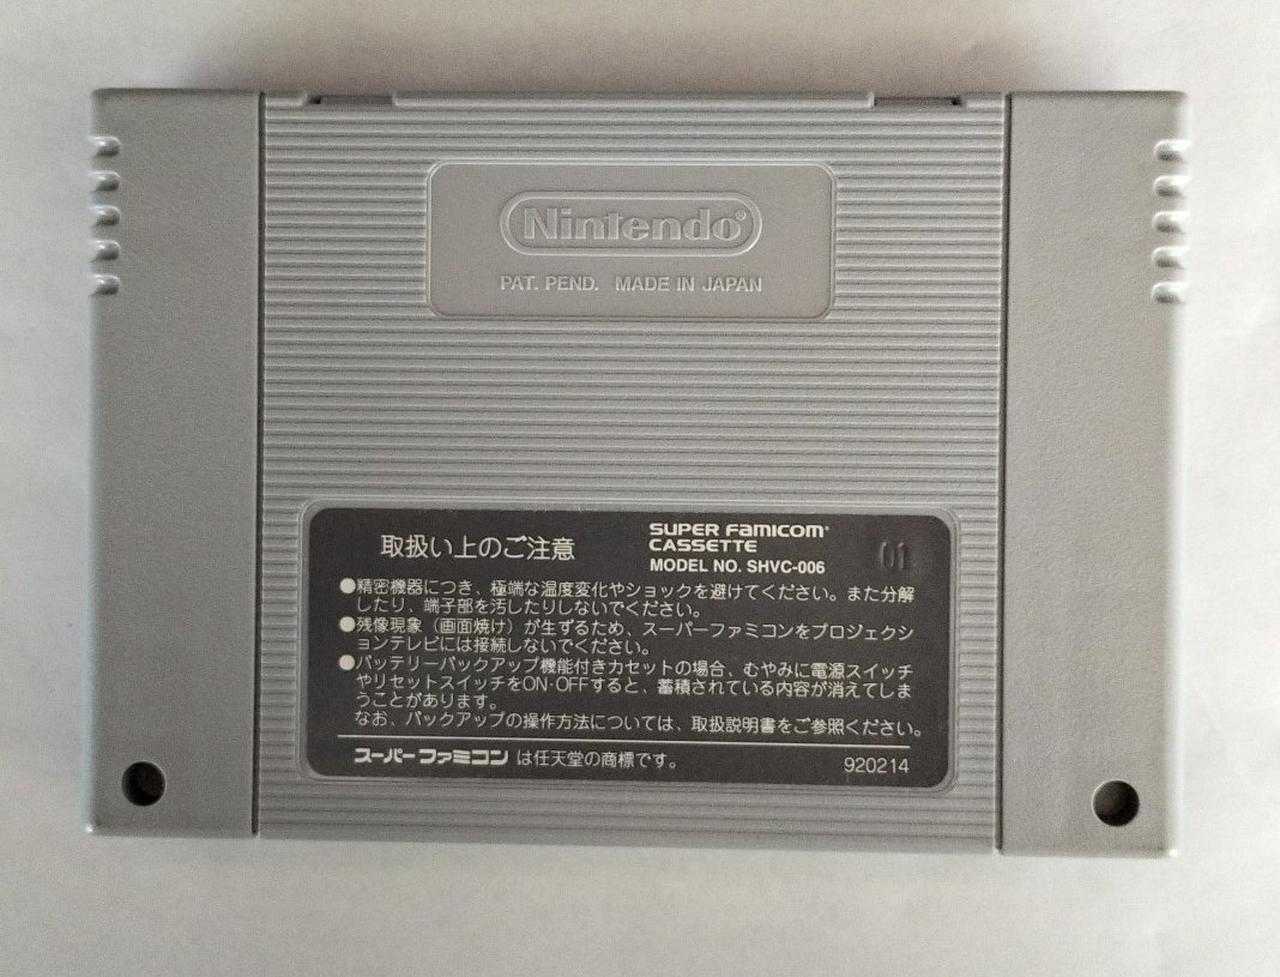 Nintendo®
PAT. PEND. MADE IN JAPAN
取扱い上のご注意
SUPER FAMICOM®
CASSETTE
MODEL NO. SHVC-006
01
●精密機器につき、極端な温度変化やショックを避けてください。また分解
したり、端子部を汚したりしないでください。
●残像現象（画面焼け）が生ずるため、スーパーファミコンをプロジェクシ
ョンテレビには接続しないでください。
●バッテリーバックアップ機能付きカセットの場合、むやみに電源スイッチ
やリセットスイッチをON・OFFすると、蓄積されている内容が消えてしま
うことがあります。
なお、バックアップの操作方法については、取扱説明書をご参照ください。
スーパーファミコンは任天堂の商標です。
920214